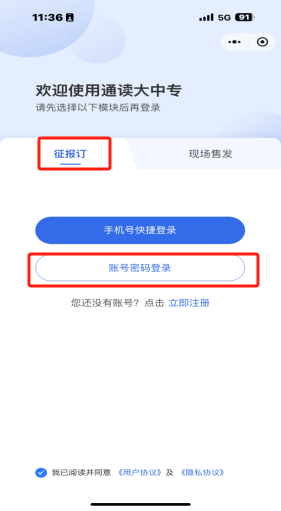 11:36
5G 91
欢迎使用通读大中专
请先选择以下模块后再登录
征报订 现场售发
手机号快捷登录
账号密码登录
您还没有账号？点击 立即注册
我已阅读并同意 《用户协议》及 《隐私协议》